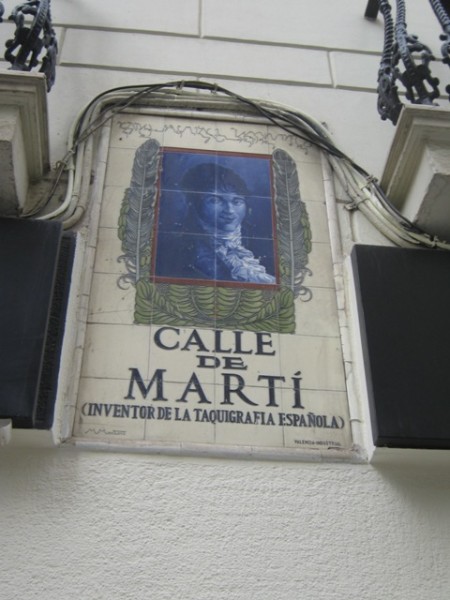 CALLE
DE
MARTÍ
(INVENTOR DE LA TAQUIGRAFIA ESPAÑOLA)